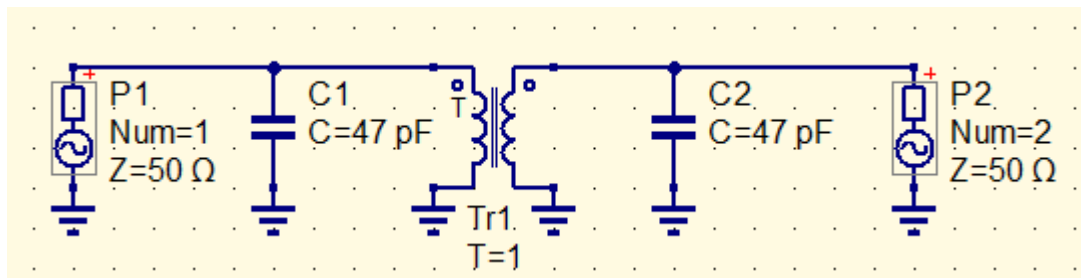 P1
Num=1
Z=50 Ω
C1
C=47 pF
T
Tr1
T=1
C2
C=47 pF
P2
Num=2
Z=50 Ω